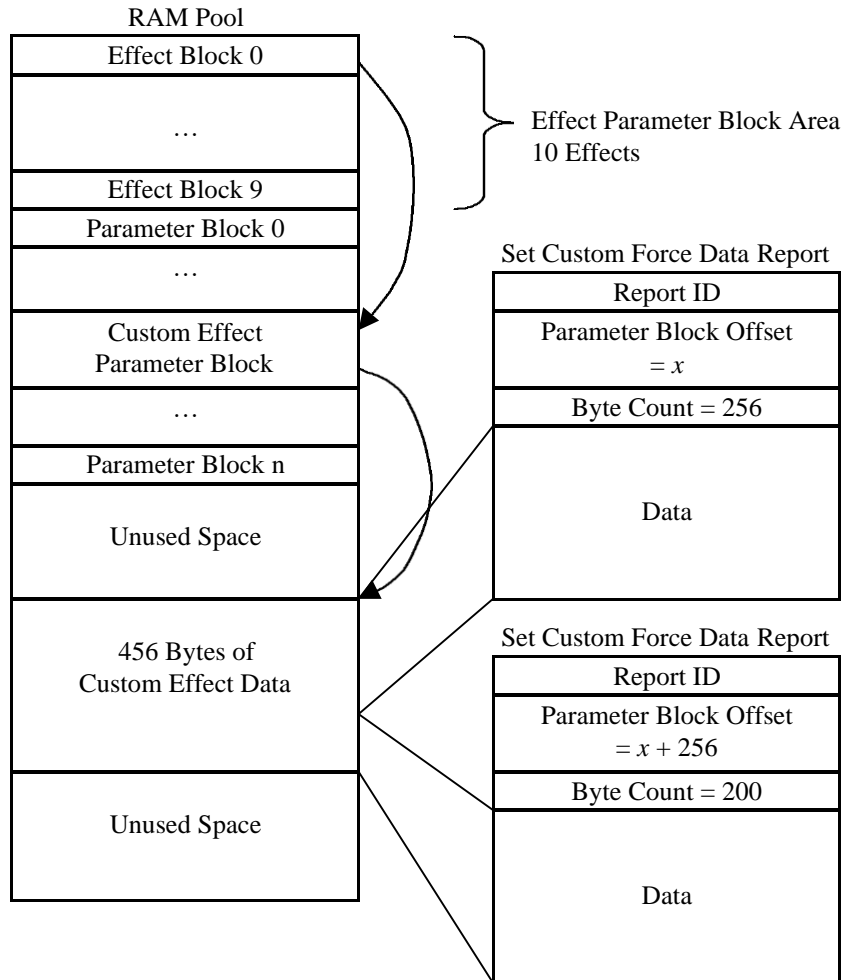 RAM Pool
Effect Block 0
…
Effect Block 9
Parameter Block 0
…
Custom Effect
Parameter Block
…
Parameter Block n
Unused Space
456 Bytes of
Custom Effect Data
Unused Space
Effect Parameter Block Area
10 Effects
Set Custom Force Data Report
Report ID
Parameter Block Offset
= x
Byte Count = 256
Data
Set Custom Force Data Report
Report ID
Parameter Block Offset
= x + 256
Byte Count = 200
Data